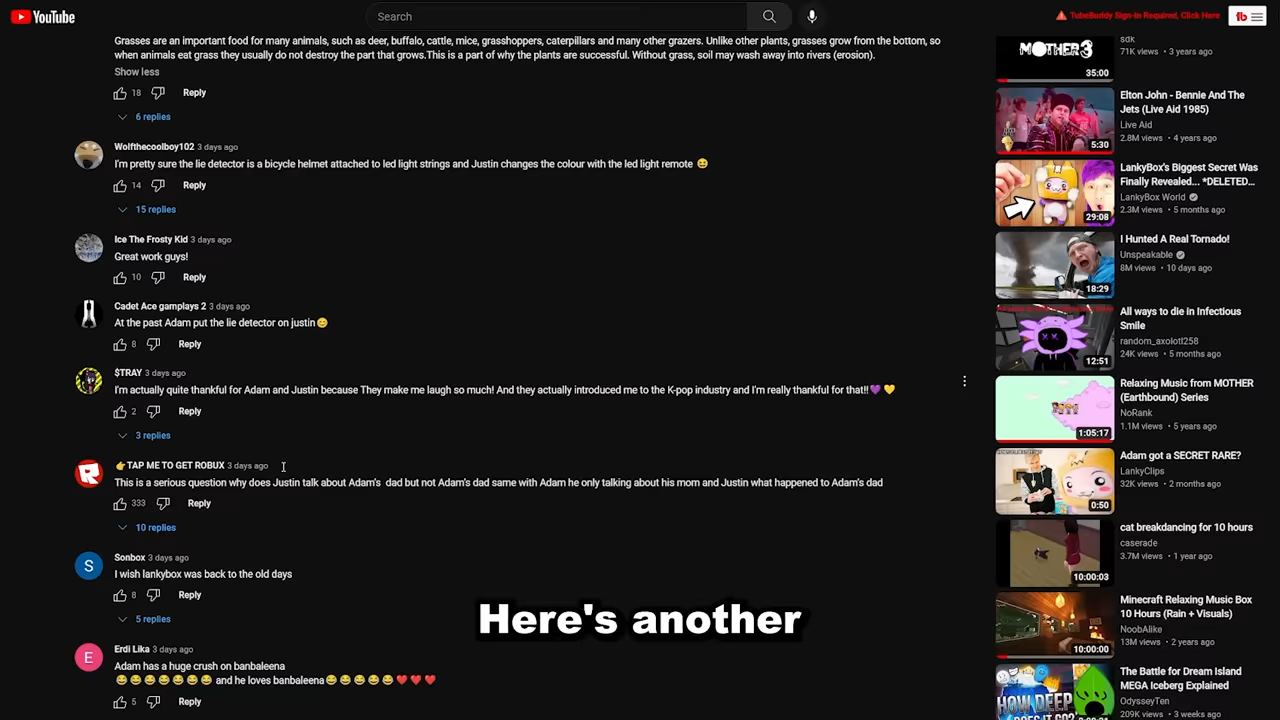 YouTube
Search
TubeBuddy Sign-In Required, Click Here
Grasses are an important food for many animals, such as deer, buffalo, cattle, mice, grasshoppers, caterpillars and many other grazers. Unlike other plants, grasses grow from the bottom, so
when animals eat grass they usually do not destroy the part that grows.This is a part of why the plants are successful. Without grass, soil may wash away into rivers (erosion).
Show less
18 Reply
6 replies
Wolfthecoolboy102 3 days ago
I'm pretty sure the lie detector is a bicycle helmet attached to led light strings and Justin changes the colour with the led light remote 😆
14 Reply
15 replies
Ice The Frosty Kid 3 days ago
Great work guys!
10 Reply
Cadet Ace gamplays 2 3 days ago
At the past Adam put the lie detector on justin😊
8 Reply
$TRAY 3 days ago
I'm actually quite thankful for Adam and Justin because They make me laugh so much! And they actually introduced me to the K-pop industry and I'm really thankful for that!!💜 💛
2 Reply
3 replies
👉TAP ME TO GET ROBUX 3 days ago
This is a serious question why does Justin talk about Adam's dad but not Adam's dad same with Adam he only talking about his mom and Justin what happened to Adam's dad
333 Reply
10 replies
S
Sonbox 3 days ago
I wish lankybox was back to the old days
8 Reply
5 replies
Here's another
E
Erdi Lika 3 days ago
Adam has a huge crush on banbaleena
😂😂😂😂😂😂😂 and he loves banbaleena😂😂😂😂😂❤️❤️❤️
5 Reply
MOTHER 3
35:00
sdk
71K views • 3 years ago
5:30
Elton John - Bennie And The
Jets (Live Aid 1985)
Live Aid
2.8M views • 4 years ago
29:08
LankyBox's Biggest Secret Was
Finally Revealed... *DELETED...
LankyBox World
2.3M views • 5 months ago
18:29
I Hunted A Real Tornado!
Unspeakable
8M views • 10 days ago
12:51
All ways to die in Infectious
Smile
random_axolotl258
24K views • 5 months ago
1:05:17
Relaxing Music from MOTHER
(Earthbound) Series
NoRank
1.1M views • 5 years ago
0:50
Adam got a SECRET RARE?
LankyClips
32K views • 2 months ago
10:00:03
cat breakdancing for 10 hours
caserade
3.7M views • 1 year ago
10:00:00
Minecraft Relaxing Music Box
10 Hours (Rain + Visuals)
NoobAlike
13M views • 2 years ago
HOW DEEP
DOES IT GO?
The Battle for Dream Island
MEGA Iceberg Explained
OdysseyTen
209K views • 3 weeks ago